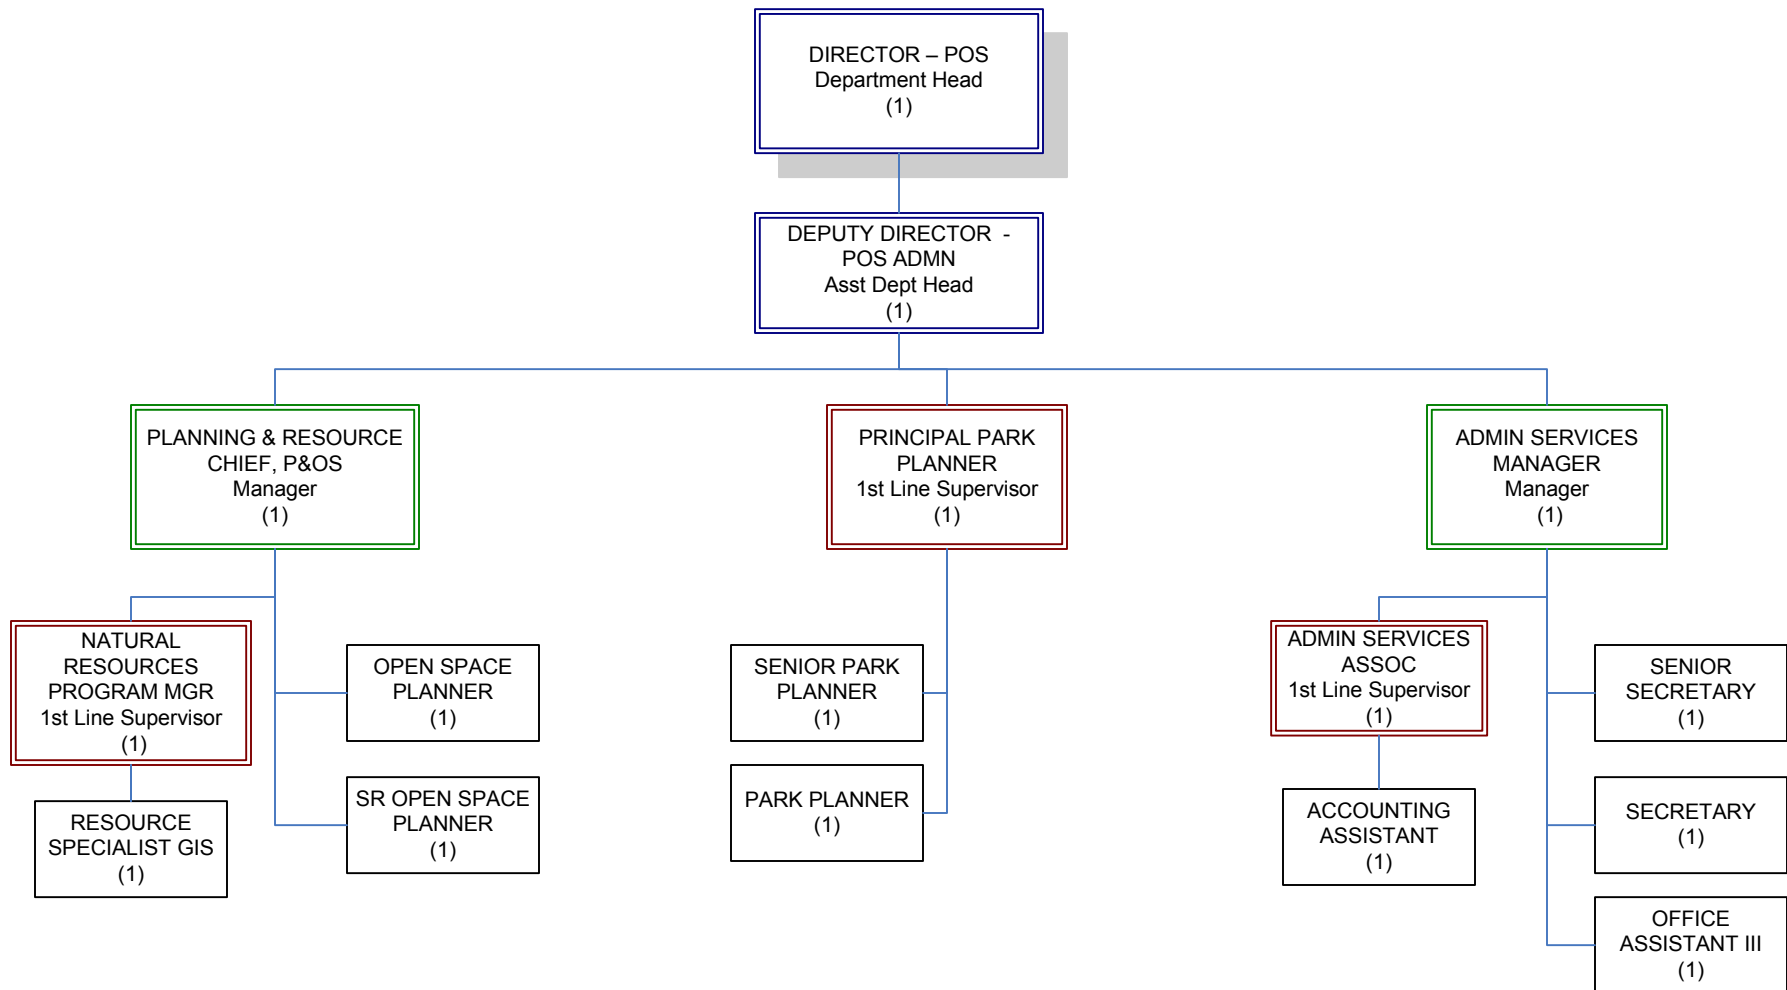 DIRECTOR – POS
Department Head
(1)
DEPUTY DIRECTOR -
POS ADMN
Asst Dept Head
(1)
PLANNING & RESOURCE
CHIEF, P&OS
Manager
(1)
PRINCIPAL PARK
PLANNER
1st Line Supervisor
(1)
ADMIN SERVICES
MANAGER
Manager
(1)
NATURAL
RESOURCES
PROGRAM MGR
1st Line Supervisor
(1)
OPEN SPACE
PLANNER
(1)
SENIOR PARK
PLANNER
(1)
ADMIN SERVICES
ASSOC
1st Line Supervisor
(1)
SENIOR
SECRETARY
(1)
RESOURCE
SPECIALIST GIS
(1)
SR OPEN SPACE
PLANNER
(1)
PARK PLANNER
(1)
ACCOUNTING
ASSISTANT
(1)
SECRETARY
(1)
OFFICE
ASSISTANT III
(1)